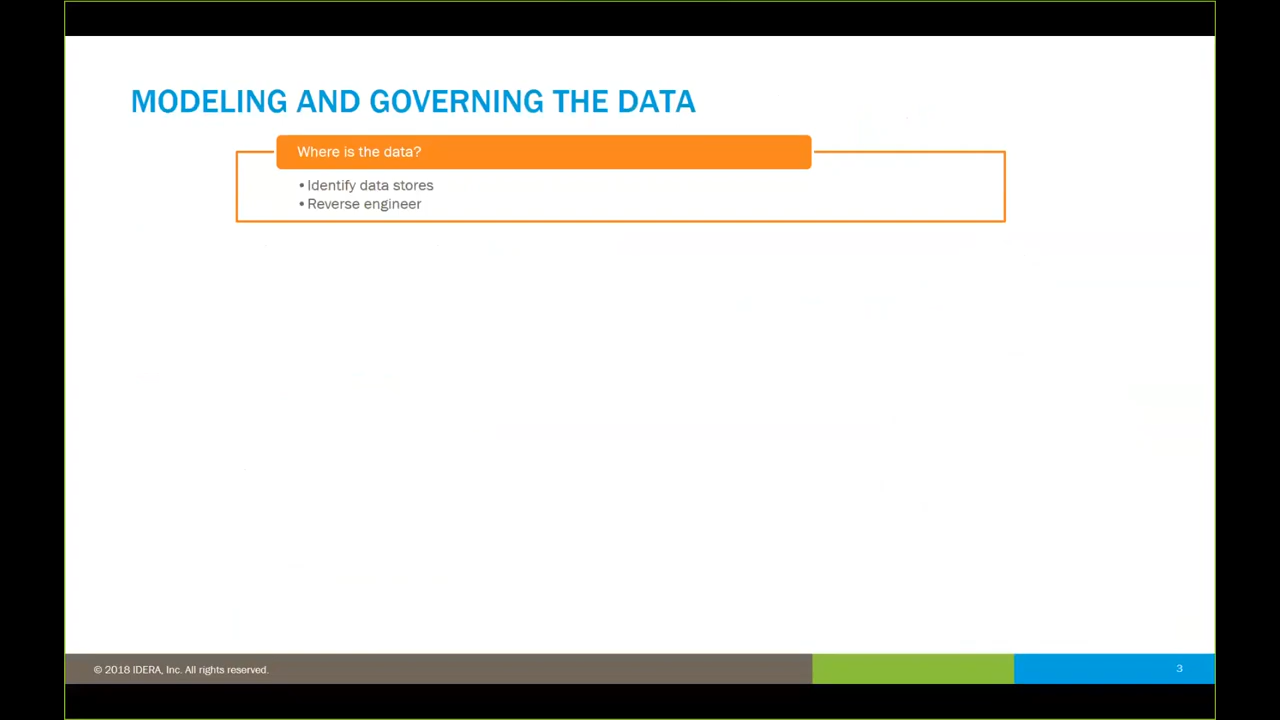 MODELING AND GOVERNING THE DATA
Where is the data?
• Identify data stores
• Reverse engineer
© 2018 IDERA, Inc. All rights reserved.
3